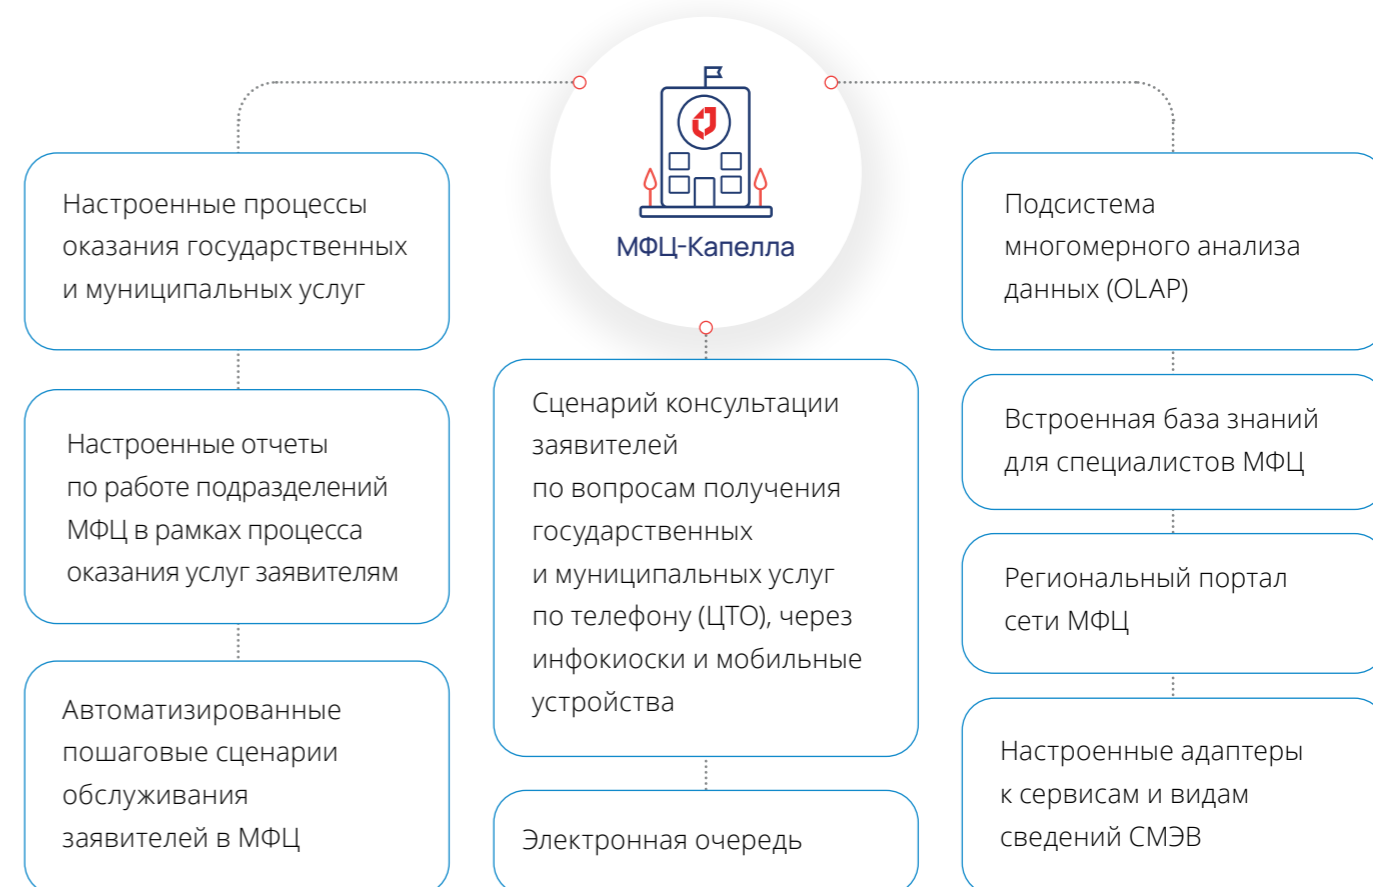 МФЦ-Капелла
Настроенные процессы
оказания государственных
и муниципальных услуг
Настроенные отчеты
по работе подразделений
МФЦ в рамках процесса
оказания услуг заявителям
Автоматизированные
пошаговые сценарии
обслуживания
заявителей в МФЦ
Сценарий консультации
заявителей
по вопросам получения
государственных
и муниципальных услуг
по телефону (ЦТО), через
инфокиоски и мобильные
устройства
Электронная очередь
Подсистема
многомерного анализа
данных (OLAP)
Встроенная база знаний
для специалистов МФЦ
Региональный портал
сети МФЦ
Настроенные адаптеры
к сервисам и видам
сведений СМЭВ